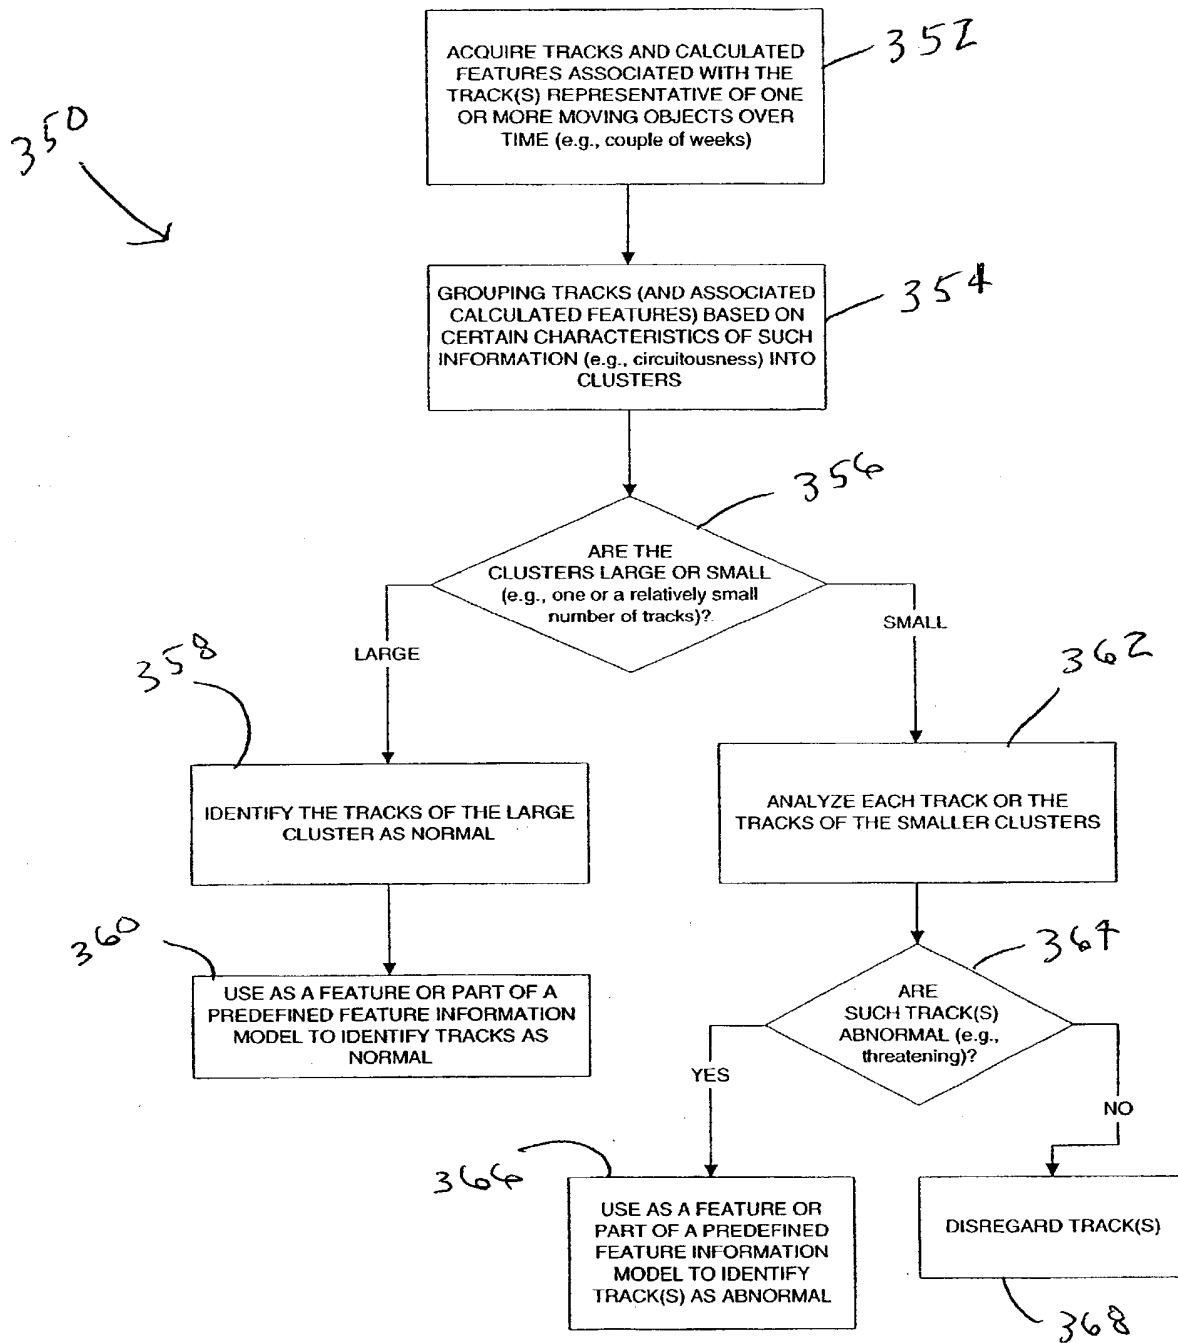 352
ACQUIRE TRACKS AND CALCULATED
FEATURES ASSOCIATED WITH THE
TRACK(S) REPRESENTATIVE OF ONE
OR MORE MOVING OBJECTS OVER
TIME (e.g., couple of weeks)
350
354
GROUPING TRACKS (AND ASSOCIATED
CALCULATED FEATURES) BASED ON
CERTAIN CHARACTERISTICS OF SUCH
INFORMATION (e.g., circuitousness) INTO
CLUSTERS
356
ARE THE
CLUSTERS LARGE OR SMALL
(e.g., one or a relatively small
number of tracks)?
LARGE
SMALL
358
362
IDENTIFY THE TRACKS OF THE LARGE
CLUSTER AS NORMAL
ANALYZE EACH TRACK OR THE
TRACKS OF THE SMALLER CLUSTERS
360
364
USE AS A FEATURE OR PART OF A
PREDEFINED FEATURE INFORMATION
MODEL TO IDENTIFY TRACKS AS
NORMAL
ARE
SUCH TRACK(S)
ABNORMAL (e.g.,
threatening)?
YES
NO
366
USE AS A FEATURE OR
PART OF A PREDEFINED
FEATURE INFORMATION
MODEL TO IDENTIFY
TRACK(S) AS ABNORMAL
DISREGARD TRACK(S)
368